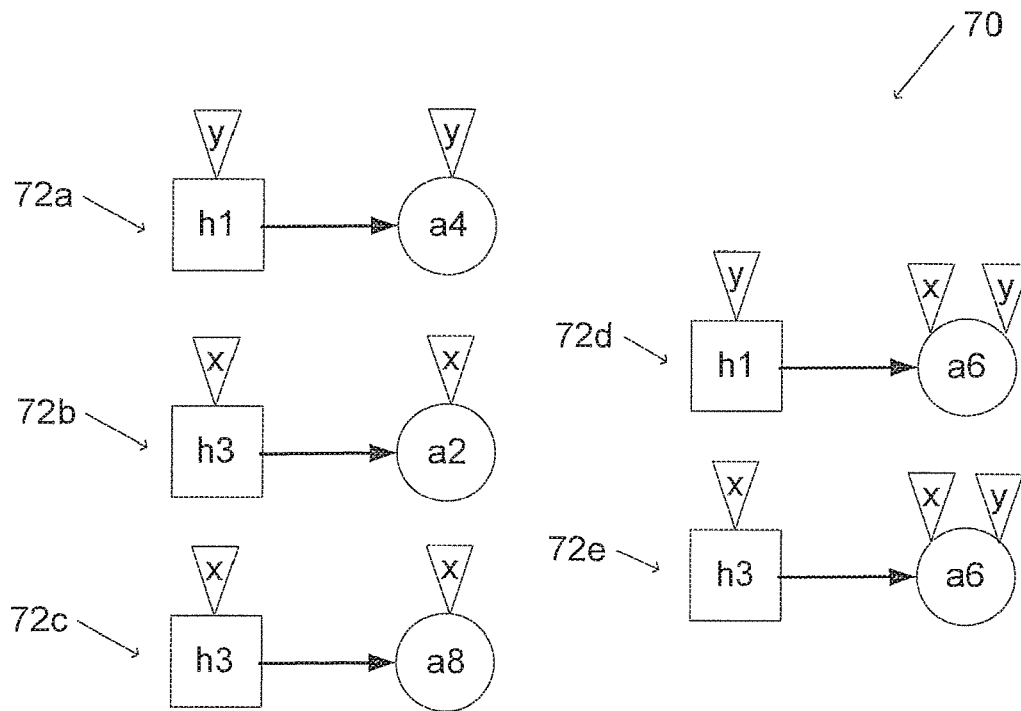 70
y y
72a h1 a4
y x y
72d h1 a6
x x
72b h3 a2
x x y
72e h3 a6
x x
72c h3 a8